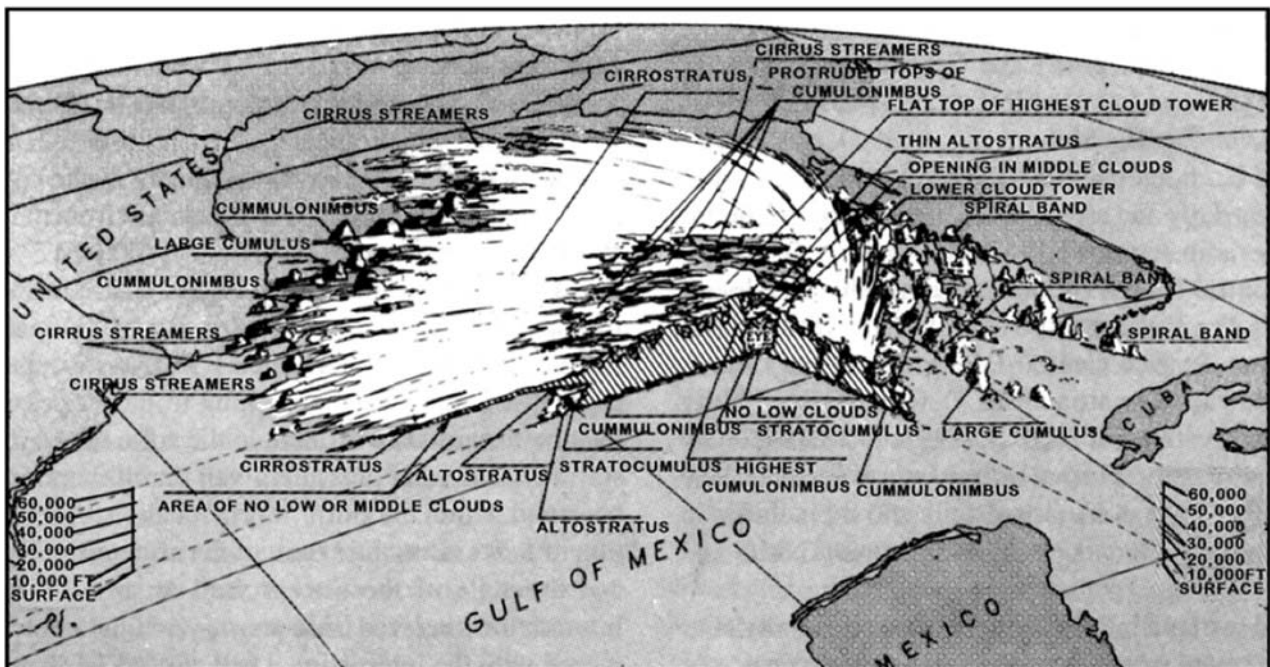 CIRRUS STREAMERS
CIRROSTRATUS
PROTRUDED TOPS OF
CUMULONIMBUS
CIRRUS STREAMERS
FLAT TOP OF HIGHEST CLOUD TOWER
THIN ALTOSTRATUS
OPENING IN MIDDLE CLOUDS
LOWER CLOUD TOWER
SPIRAL BAND
UNITED STATES
CUMMULONIMBUS
LARGE CUMULUS
CUMMULONIMBUS
SPIRAL BAND
CIRRUS STREAMERS
SPIRAL BAND
EYE
CIRRUS STREAMERS
CUBA
NO LOW CLOUDS
CUMMULONIMBUS
STRATOCUMULUS
LARGE CUMULUS
CIRROSTRATUS
ALTOSTRATUS
STRATOCUMULUS
HIGHEST
CUMULONIMBUS
CUMMULONIMBUS
AREA OF NO LOW OR MIDDLE CLOUDS
ALTOSTRATUS
GULF OF MEXICO
MEXICO
60,000
50,000
40,000
30,000
20,000
10,000 FT
SURFACE
60,000
50,000
40,000
30,000
20,000
10,000FT
SURFACE